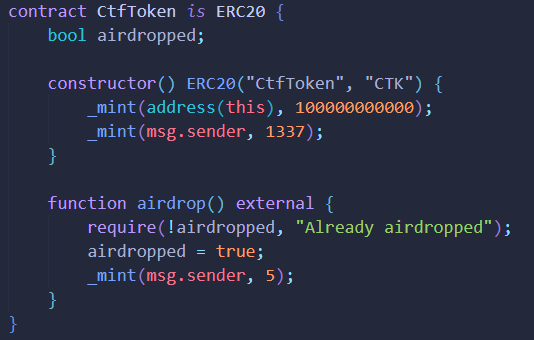 contract CtfToken is ERC20 {
    bool airdropped;

    constructor() ERC20("CtfToken", "CTK") {
        _mint(address(this), 100000000000);
        _mint(msg.sender, 1337);
    }

    function airdrop() external {
        require(!airdropped, "Already airdropped");
        airdropped = true;
        _mint(msg.sender, 5);
    }
}